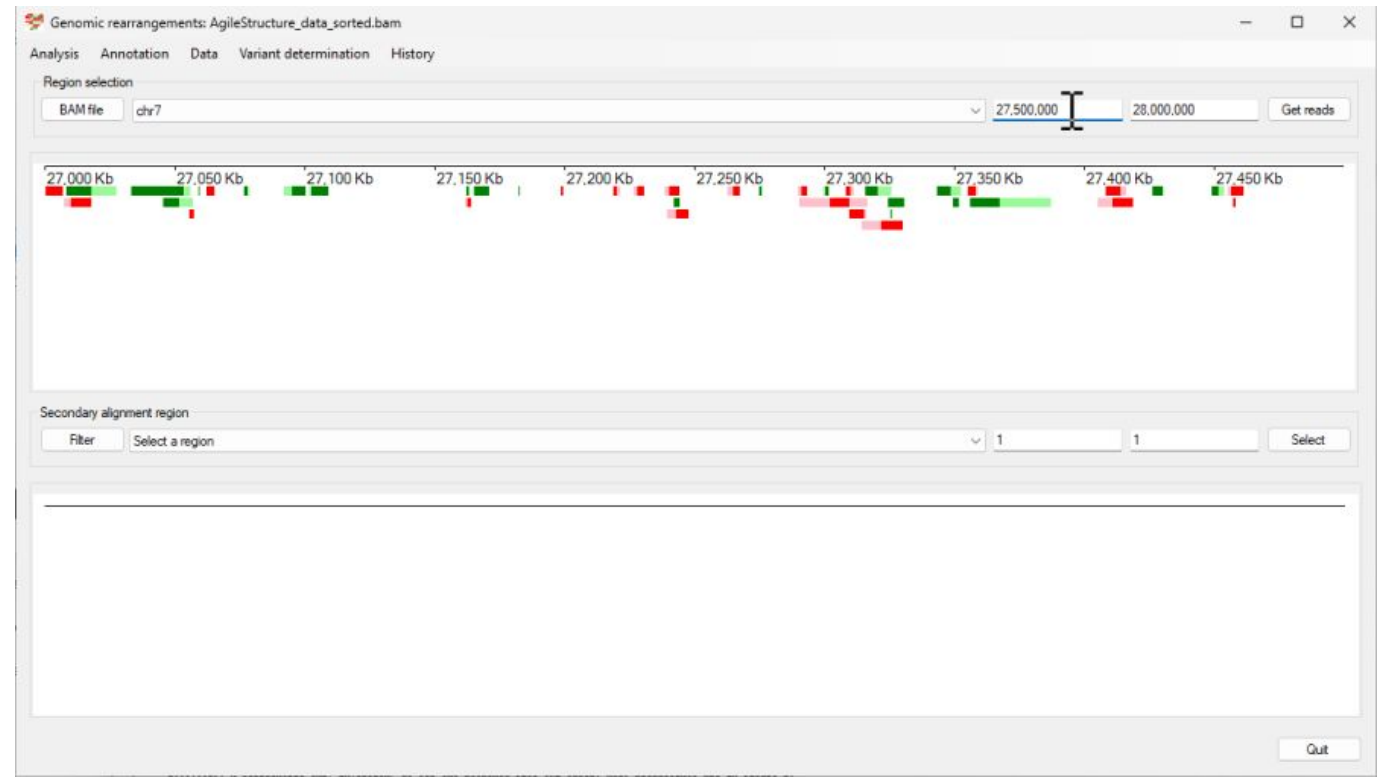 Genomic rearrangements: AgileStructure_data_sorted.bam
Analysis Annotation Data Variant determination History
Region selection
BAM file chr7 27,500,000 28,000,000 Get reads
27,000 Kb 27,050 Kb 27,100 Kb 27,150 Kb 27,200 Kb 27,250 Kb 27,300 Kb 27,350 Kb 27,400 Kb 27,450 Kb
Secondary alignment region
Filter Select a region 1 1 Select
Quit